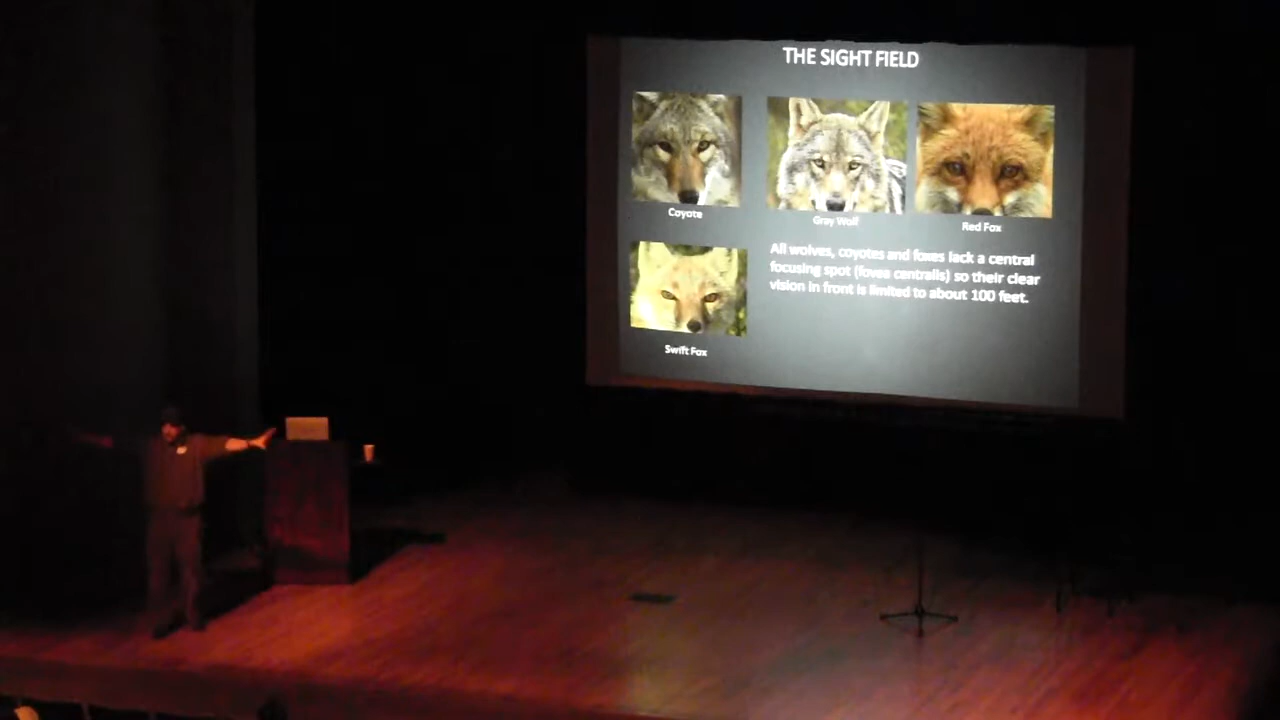 THE SIGHT FIELD
Coyote
Gray Wolf
Red Fox
All wolves, coyotes and foxes lack a central
focusing spot (fovea centralis) so their clear
vision in front is limited to about 100 feet.
Swift Fox